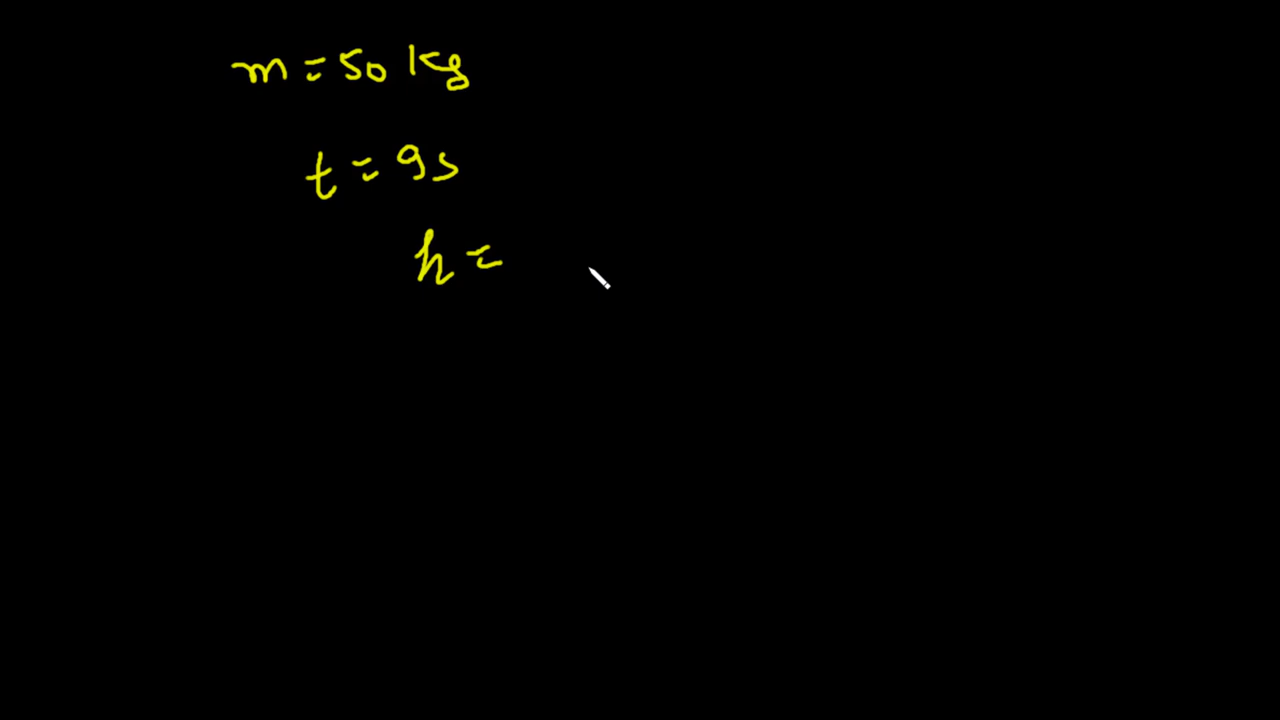 m = 50 kg
t = 9s
h =